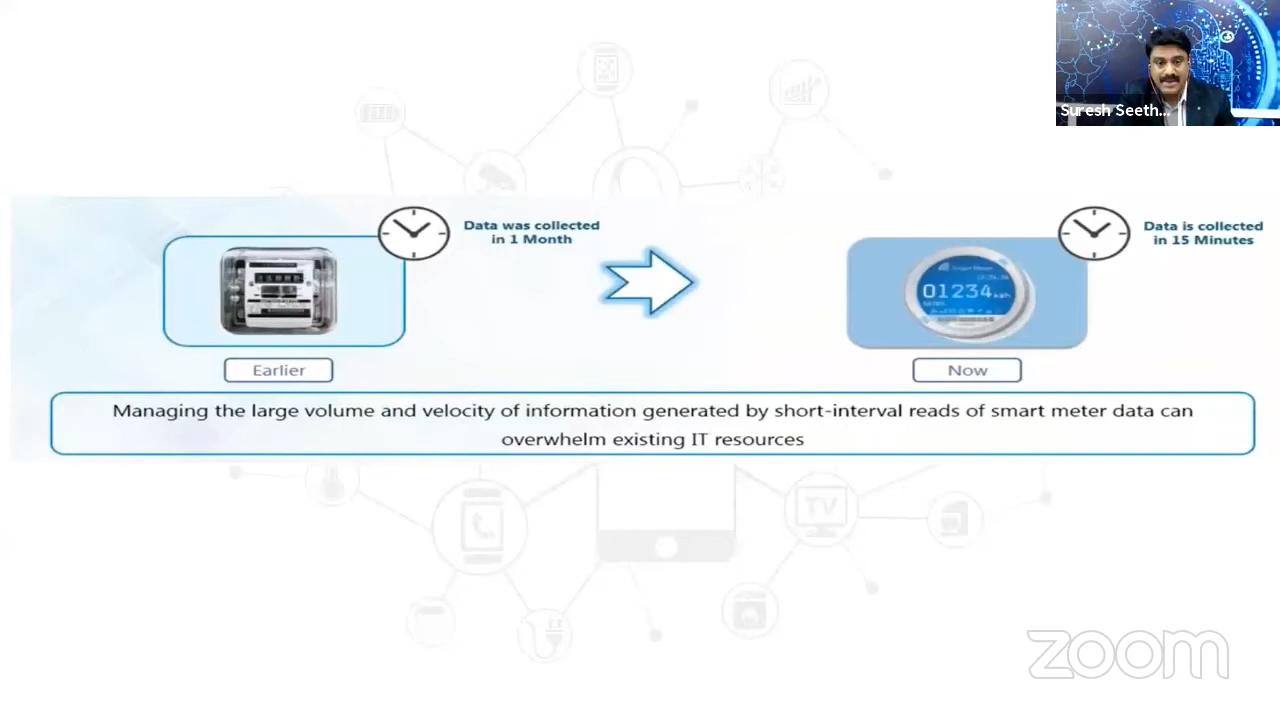 Suresh Seeth...
Data was collected
in 1 Month
Data is collected
in 15 Minutes
01234 kWh
Earlier
Now
Managing the large volume and velocity of information generated by short-interval reads of smart meter data can
overwhelm existing IT resources
TV
zoom